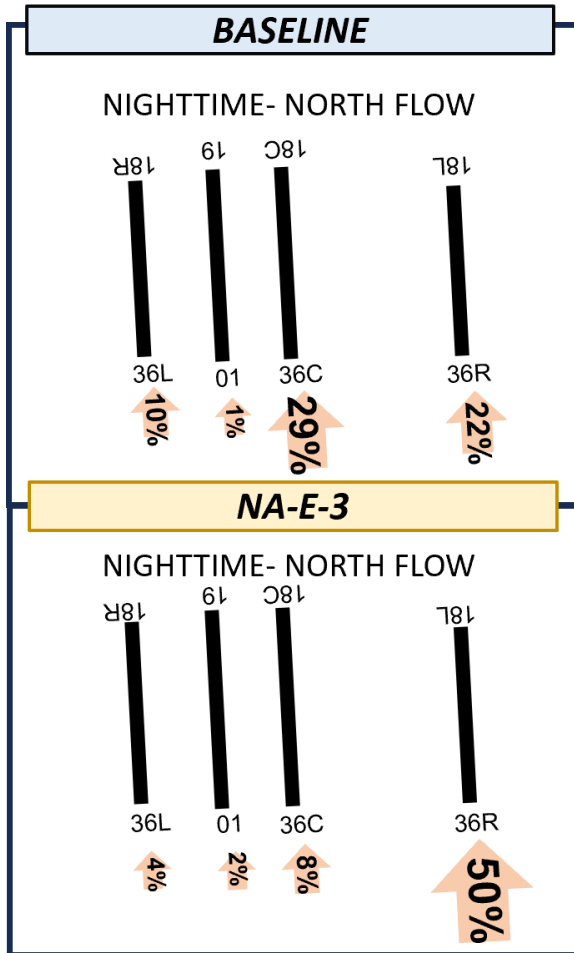 BASELINE
NIGHTTIME- NORTH FLOW
18R 19 18C 18L
36L 01 36C 36R
10% 1% 29% 22%
NA-E-3
NIGHTTIME- NORTH FLOW
18R 19 18C 18L
36L 01 36C 36R
4% 2% 8% 50%